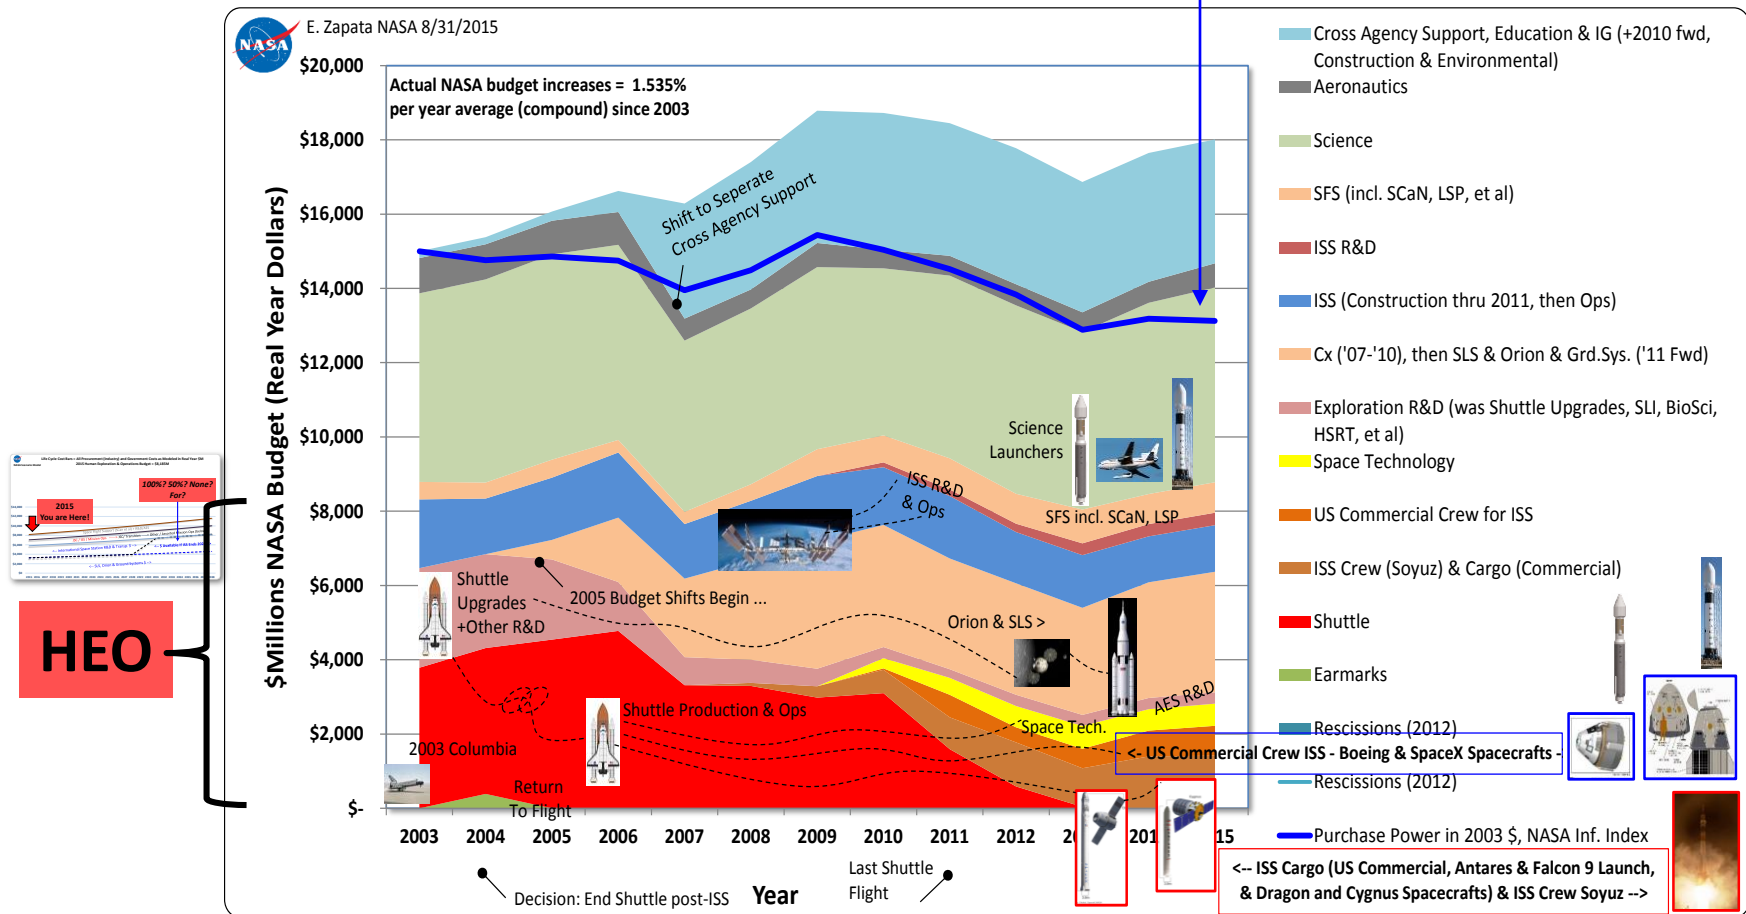 NASA
E. Zapata NASA 8/31/2015
Actual NASA budget increases = 1.535%
per year average (compound) since 2003
$Millions NASA Budget (Real Year Dollars)
$20,000
$18,000
$16,000
$14,000
$12,000
$10,000
$8,000
$6,000
$4,000
$2,000
$-
Shift to Seperate
Cross Agency Support
Science
Launchers
ISS R&D
& Ops
SFS incl. SCaN, LSP
Shuttle
Upgrades
+Other R&D
2005 Budget Shifts Begin ...
Orion & SLS >
AES R&D
Shuttle Production & Ops
Space Tech.
2003 Columbia
Return
To Flight
<- US Commercial Crew ISS - Boeing & SpaceX Spacecrafts -
2003 2004 2005 2006 2007 2008 2009 2010 2011 2012
Decision: End Shuttle post-ISS
Year
Last Shuttle
Flight
Cross Agency Support, Education & IG (+2010 fwd,
Construction & Environmental)
Aeronautics
Science
SFS (incl. SCaN, LSP, et al)
ISS R&D
ISS (Construction thru 2011, then Ops)
Cx ('07-'10), then SLS & Orion & Grd.Sys. ('11 Fwd)
Exploration R&D (was Shuttle Upgrades, SLI, BioSci,
HSRT, et al)
Space Technology
US Commercial Crew for ISS
ISS Crew (Soyuz) & Cargo (Commercial)
Shuttle
Earmarks
Rescissions (2012)
Rescissions (2012)
Purchase Power in 2003 $, NASA Inf. Index
<-- ISS Cargo (US Commercial, Antares & Falcon 9 Launch,
& Dragon and Cygnus Spacecrafts) & ISS Crew Soyuz -->
2015
You are Here!
100%? 50%? None?
For?
HEO